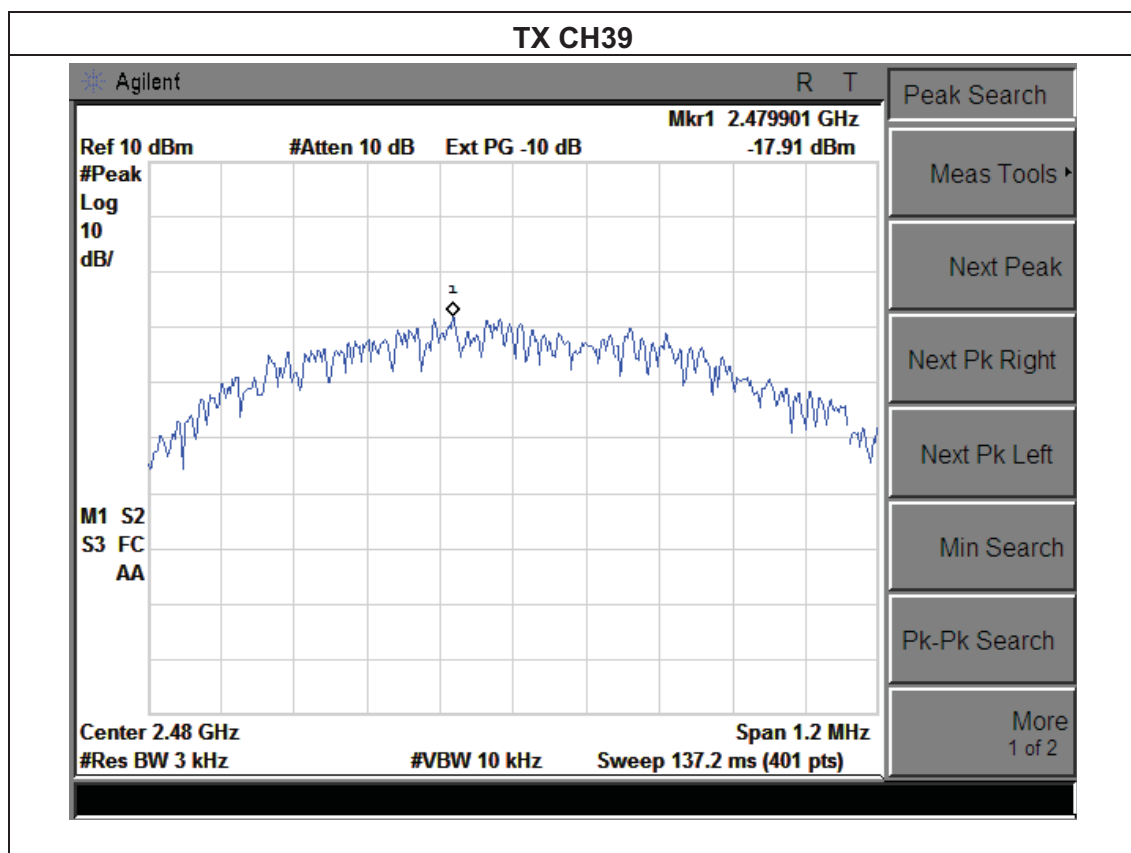 TX CH39
Agilent R T
Mkr1 2.479901 GHz
Ref 10 dBm #Atten 10 dB Ext PG -10 dB -17.91 dBm
#Peak
Log
10
dB/
1
M1 S2
S3 FC
AA
Center 2.48 GHz Span 1.2 MHz
#Res BW 3 kHz #VBW 10 kHz Sweep 137.2 ms (401 pts)
Peak Search
Meas Tools
Next Peak
Next Pk Right
Next Pk Left
Min Search
Pk-Pk Search
More
1 of 2